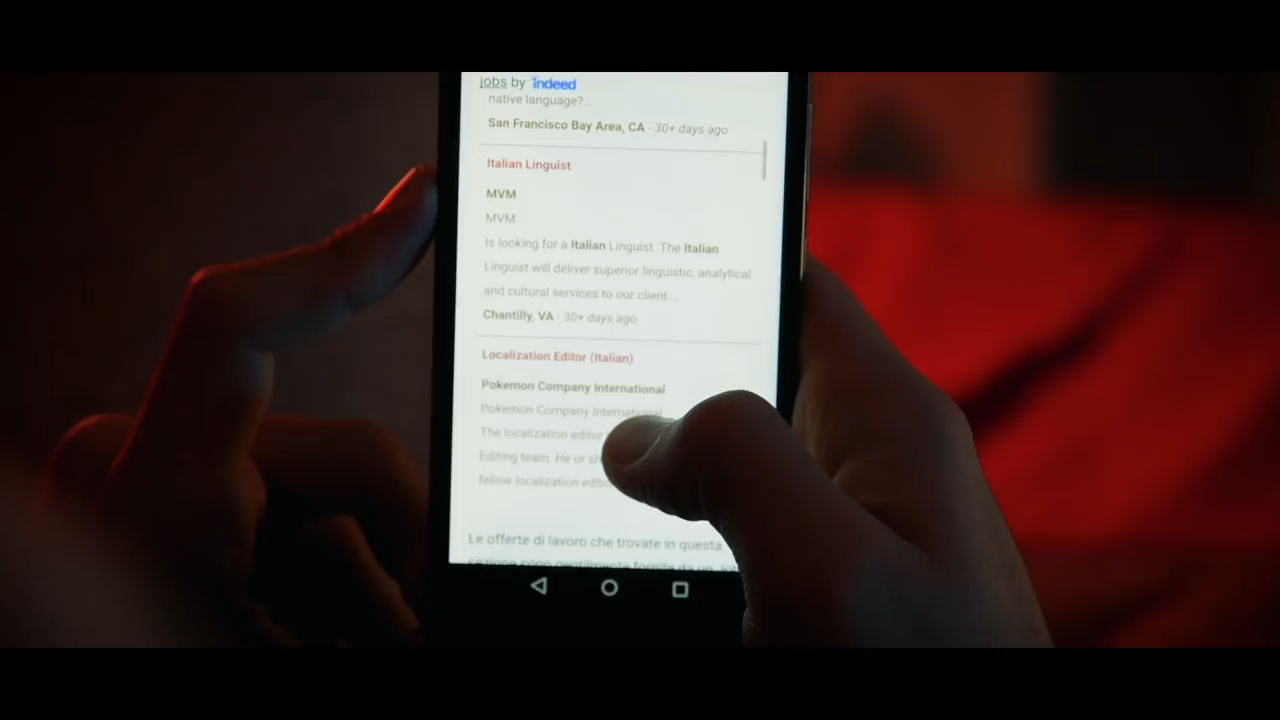 jobs by indeed
native language?...
San Francisco Bay Area, CA - 30+ days ago
Italian Linguist
MVM
MVM
Is looking for a Italian Linguist. The Italian
Linguist will deliver superior linguistic, analytical
and cultural services to our client....
Chantilly, VA - 30+ days ago
Localization Editor (Italian)
Pokemon Company International
Pokemon Company International
The localization editor
Editing team. He or
fellow localization
Le offerte di lavoro che trovate in questa